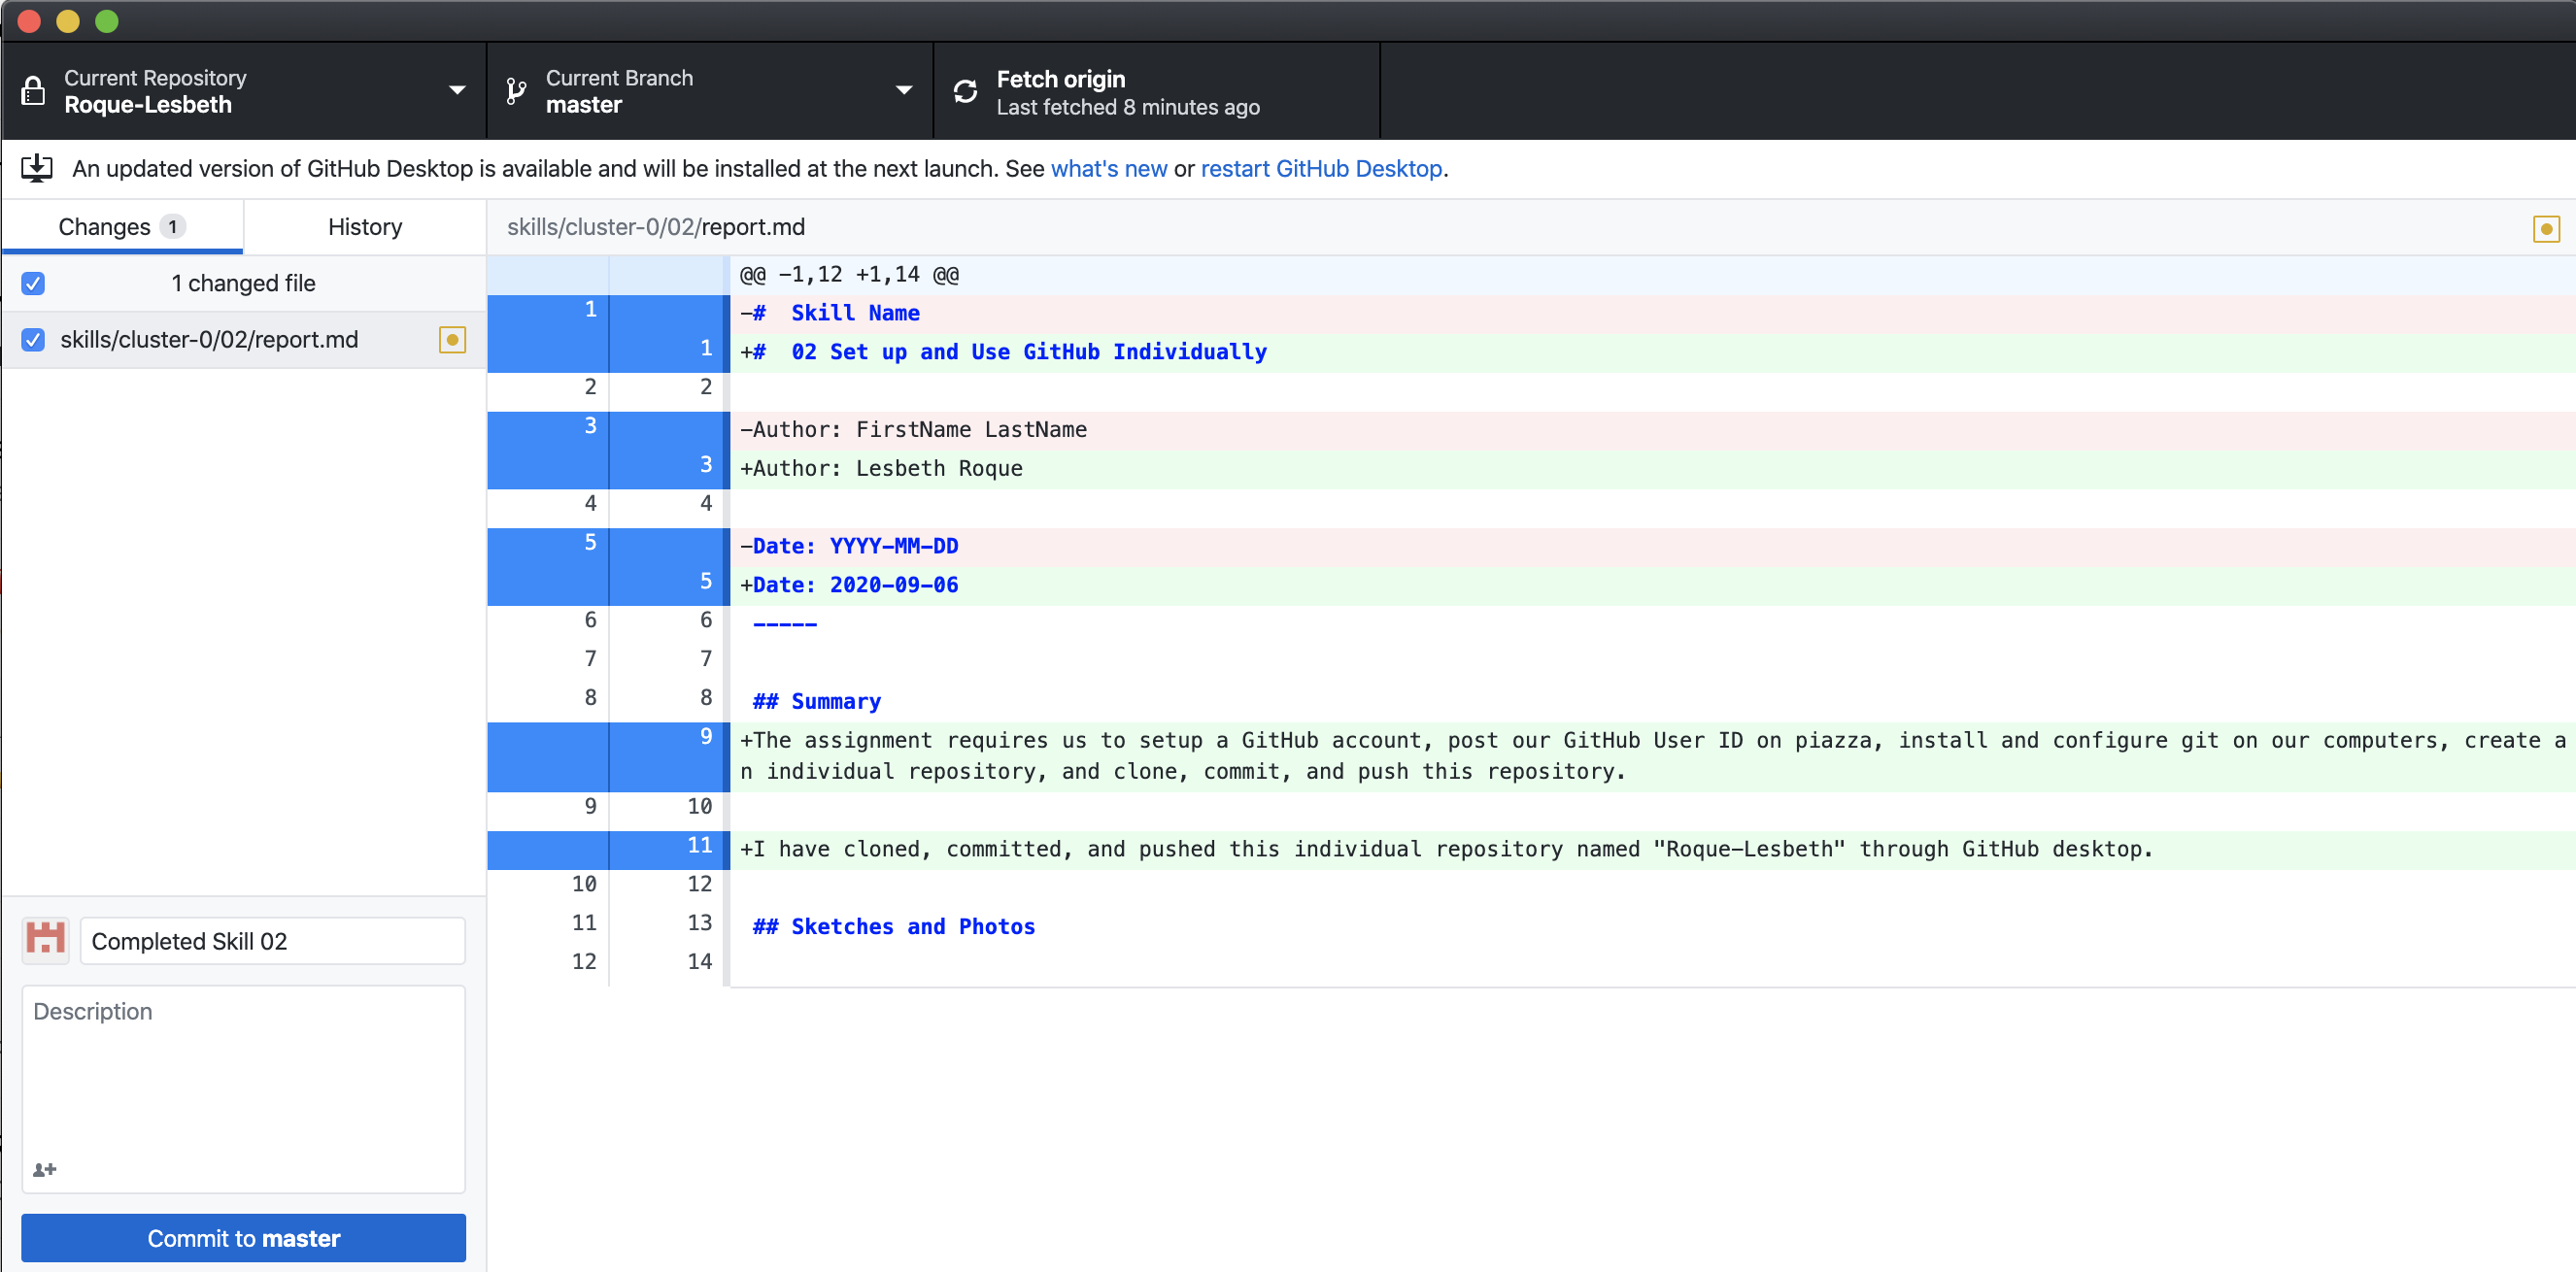 Current Repository
Roque-Lesbeth
Current Branch
master
Fetch origin
Last fetched 8 minutes ago
An updated version of GitHub Desktop is available and will be installed at the next launch. See what's new or restart GitHub Desktop.
Changes 1
History
1 changed file
skills/cluster-0/02/report.md
skills/cluster-0/02/report.md
@@ -1,12 +1,14 @@
1 -#  Skill Name
1 +#  02 Set up and Use GitHub Individually
2 2
3 -Author: FirstName LastName
3 +Author: Lesbeth Roque
4 4
5 -Date: YYYY-MM-DD
5 +Date: 2020-09-06
6 6 -----
7 7
8 8 ## Summary
9 +The assignment requires us to setup a GitHub account, post our GitHub User ID on piazza, install and configure git on our computers, create a
n individual repository, and clone, commit, and push this repository.
9 10
11 +I have cloned, committed, and pushed this individual repository named "Roque-Lesbeth" through GitHub desktop.
10 12
11 13 ## Sketches and Photos
12 14
Completed Skill 02
Description
Commit to master